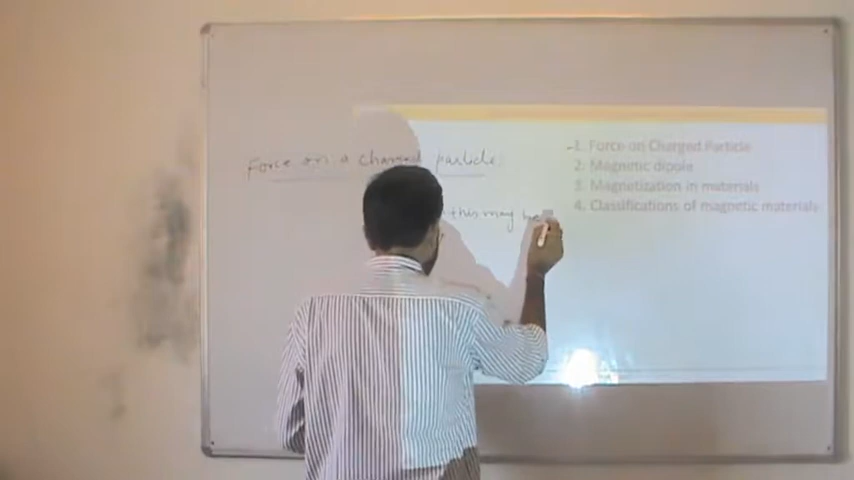 Force on a charged particle
this may be
1. Force on Charged Particle
2. Magnetic dipole
3. Magnetization in materials
4. Classifications of magnetic materials